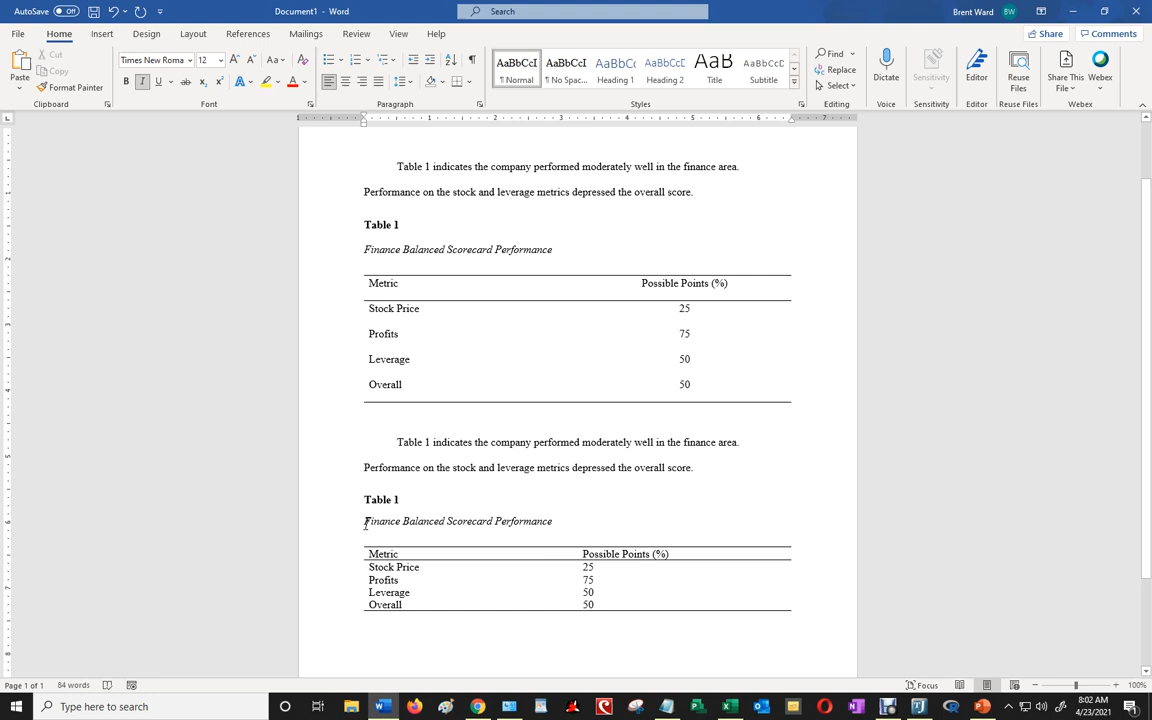 AutoSave Off
Document1 - Word
Search
Brent Ward BW
File Home Insert Design Layout References Mailings Review View Help
Share Comments
Paste
Cut
Copy
Format Painter
Clipboard
Times New Roma 12
Font
Paragraph
AaBbCcI AaBbCcI AaBbCc AaBbCcI AaB AaBbCcI
¶ Normal ¶ No Spac... Heading 1 Heading 2 Title Subtitle
Styles
Find
Replace
Select
Editing
Dictate
Voice
Sensitivity
Sensitivity
Editor
Editor
Reuse Files
Reuse Files
Share This File
Webex
Webex
Table 1 indicates the company performed moderately well in the finance area.
Performance on the stock and leverage metrics depressed the overall score.
Table 1
Finance Balanced Scorecard Performance
Metric Possible Points (%)
Stock Price 25
Profits 75
Leverage 50
Overall 50
Table 1 indicates the company performed moderately well in the finance area.
Performance on the stock and leverage metrics depressed the overall score.
Table 1
Finance Balanced Scorecard Performance
Metric Possible Points (%)
Stock Price 25
Profits 75
Leverage 50
Overall 50
Page 1 of 1 84 words
Focus
100%
Type here to search
8:02 AM
4/23/2021